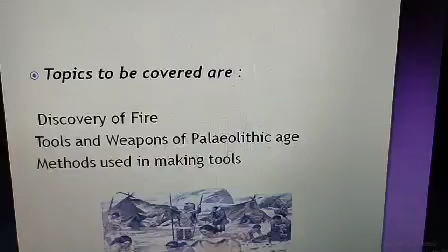 Topics to be covered are :
Discovery of Fire
Tools and Weapons of Palaeolithic age
Methods used in making tools